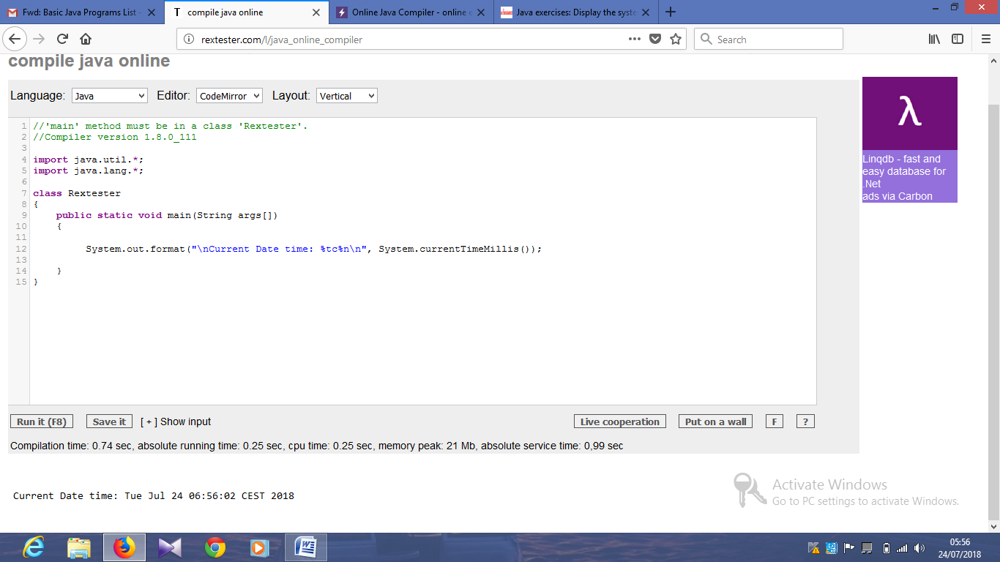 Fwd: Basic Java Programs List -
compile java online
Online Java Compiler - online e
Java exercises: Display the syste
rextester.com/l/java_online_compiler
Search
compile java online
Language: Java Editor: CodeMirror Layout: Vertical
1 //'main' method must be in a class 'Rextester'.
2 //Compiler version 1.8.0_111
3
4 import java.util.*;
5 import java.lang.*;
6
7 class Rextester
8 {
9 public static void main(String args[])
10 {
11
12 System.out.format("\nCurrent Date time: %tc%n\n", System.currentTimeMillis());
13
14 }
15 }
λ
Linqdb - fast and
easy database for
.Net
ads via Carbon
Run it (F8) Save it [ + ] Show input Live cooperation Put on a wall F ?
Compilation time: 0.74 sec, absolute running time: 0.25 sec, cpu time: 0.25 sec, memory peak: 21 Mb, absolute service time: 0,99 sec
Current Date time: Tue Jul 24 06:56:02 CEST 2018
Activate Windows
Go to PC settings to activate Windows.
05:56
24/07/2018